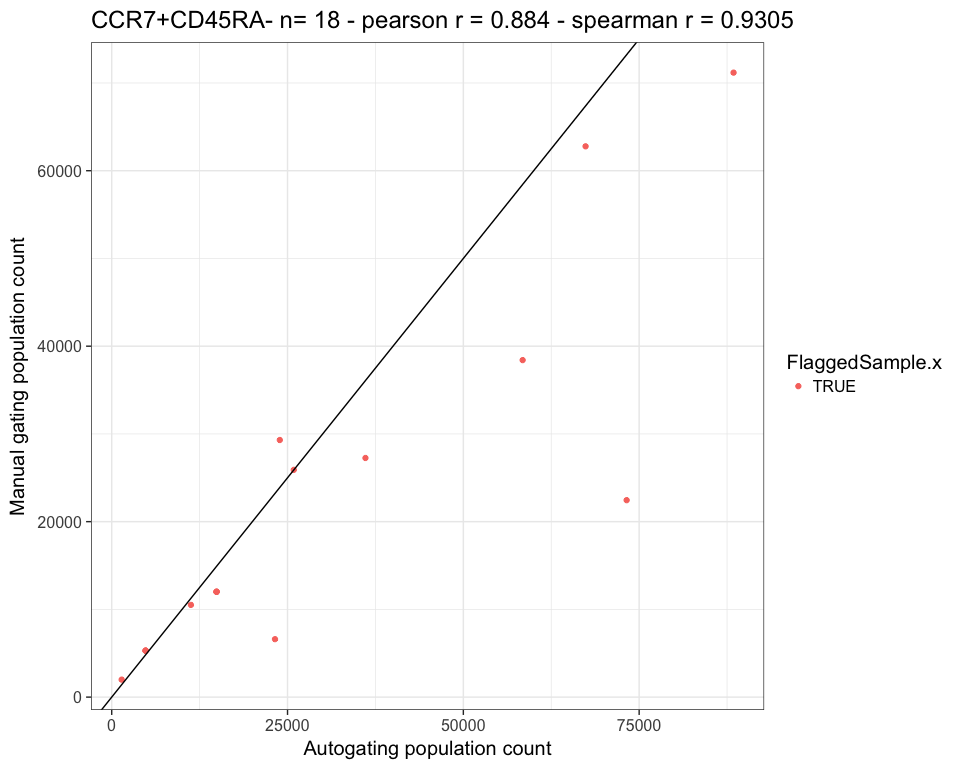 CCR7+CD45RA- n= 18 - pearson r = 0.884 - spearman r = 0.9305
Manual gating population count
60000
40000
20000
0
0 25000 50000 75000
Autogating population count
FlaggedSample.x
TRUE